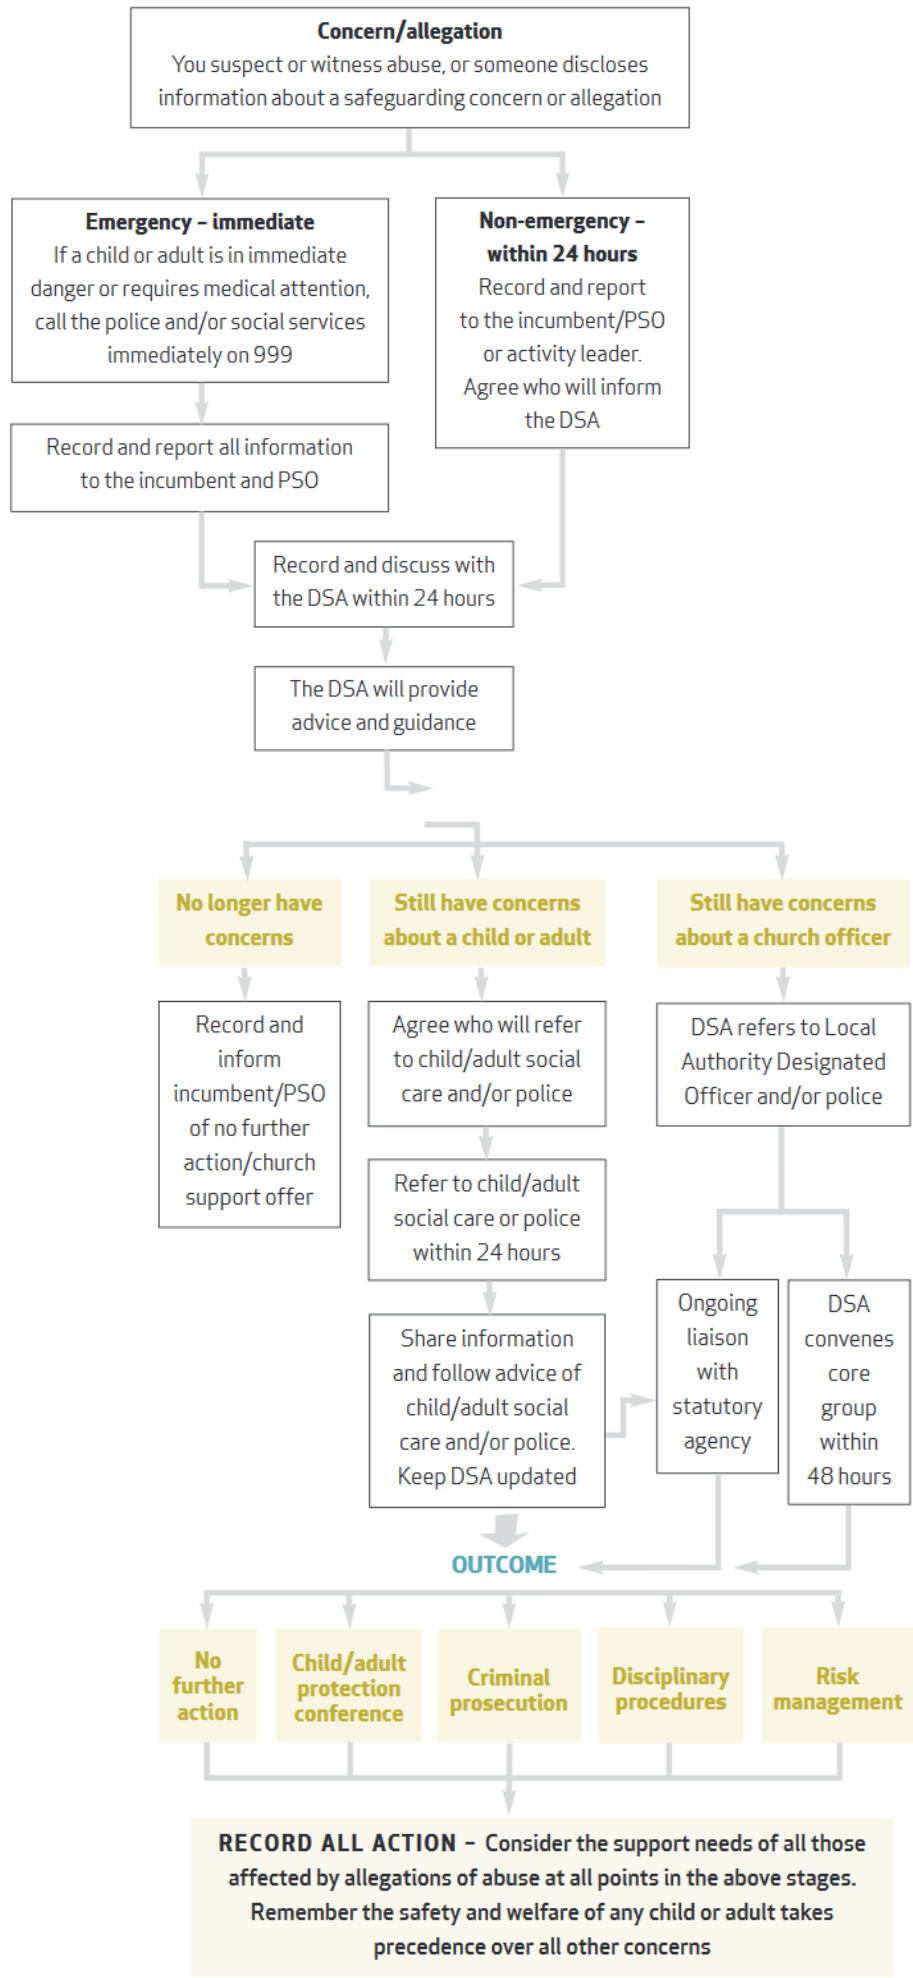 Concern/allegation
You suspect or witness abuse, or someone discloses
information about a safeguarding concern or allegation
Emergency – immediate
If a child or adult is in immediate
danger or requires medical attention,
call the police and/or social services
immediately on 999
Non-emergency –
within 24 hours
Record and report
to the incumbent/PSO
or activity leader.
Agree who will inform
the DSA
Record and report all information
to the incumbent and PSO
Record and discuss with
the DSA within 24 hours
The DSA will provide
advice and guidance
No longer have
concerns
Still have concerns
about a child or adult
Still have concerns
about a church officer
Record and
inform
incumbent/PSO
of no further
action/church
support offer
Agree who will refer
to child/adult social
care and/or police
DSA refers to Local
Authority Designated
Officer and/or police
Refer to child/adult
social care or police
within 24 hours
Share information
and follow advice of
child/adult social
care and/or police.
Keep DSA updated
Ongoing
liaison
with
statutory
agency
DSA
convenes
core
group
within
48 hours
OUTCOME
No
further
action
Child/adult
protection
conference
Criminal
prosecution
Disciplinary
procedures
Risk
management
RECORD ALL ACTION – Consider the support needs of all those
affected by allegations of abuse at all points in the above stages.
Remember the safety and welfare of any child or adult takes
precedence over all other concerns